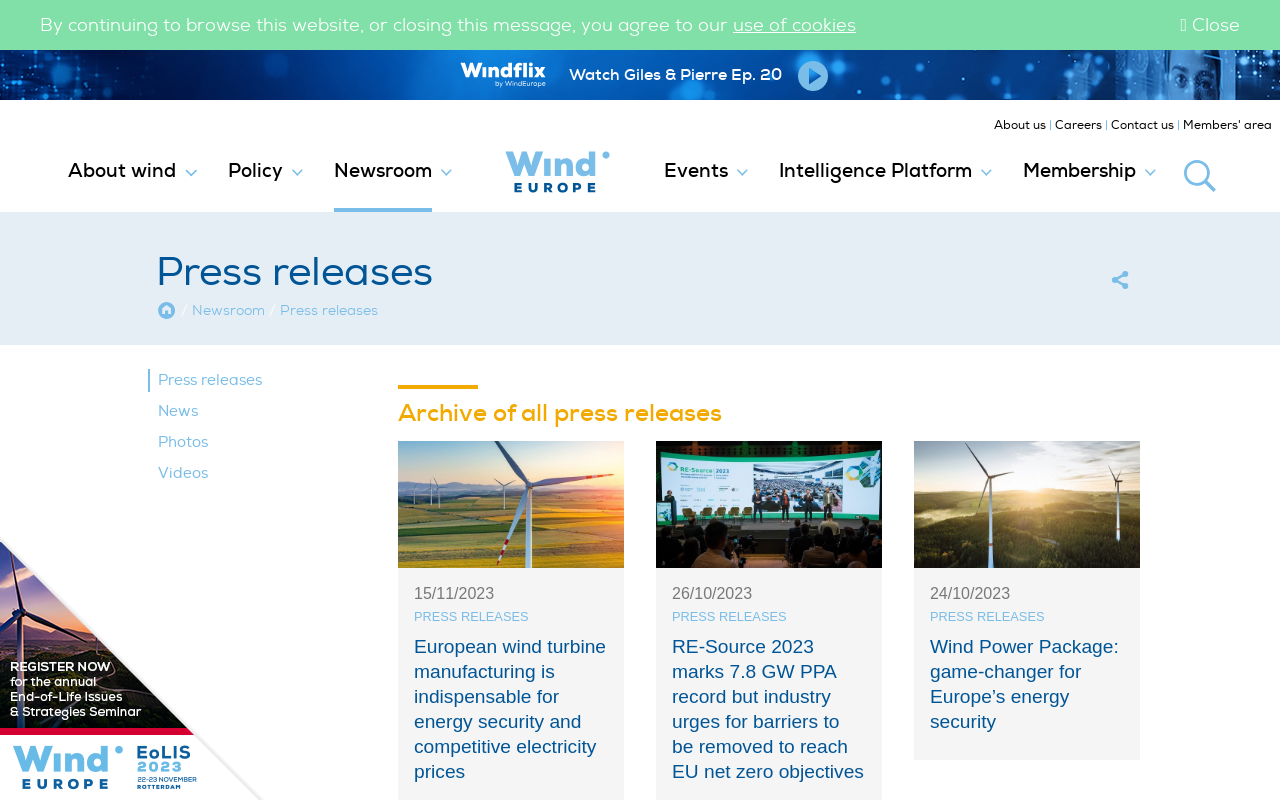 By continuing to browse this website, or closing this message, you agree to our use of cookies
Close
Windflix
by WindEurope
Watch Giles & Pierre Ep. 20
About us | Careers | Contact us | Members' area
About wind
Policy
Newsroom
Wind
EUROPE
Events
Intelligence Platform
Membership
Press releases
/ Newsroom / Press releases
Press releases
News
Photos
Videos
Archive of all press releases
RE-Source 2023
15/11/2023
PRESS RELEASES
European wind turbine
manufacturing is
indispensable for
energy security and
competitive electricity
prices
26/10/2023
PRESS RELEASES
RE-Source 2023
marks 7.8 GW PPA
record but industry
urges for barriers to
be removed to reach
EU net zero objectives
24/10/2023
PRESS RELEASES
Wind Power Package:
game-changer for
Europe’s energy
security
REGISTER NOW
for the annual
End-of-Life Issues
& Strategies Seminar
Wind
EUROPE
EoLIS
2023
22-23 NOVEMBER
ROTTERDAM